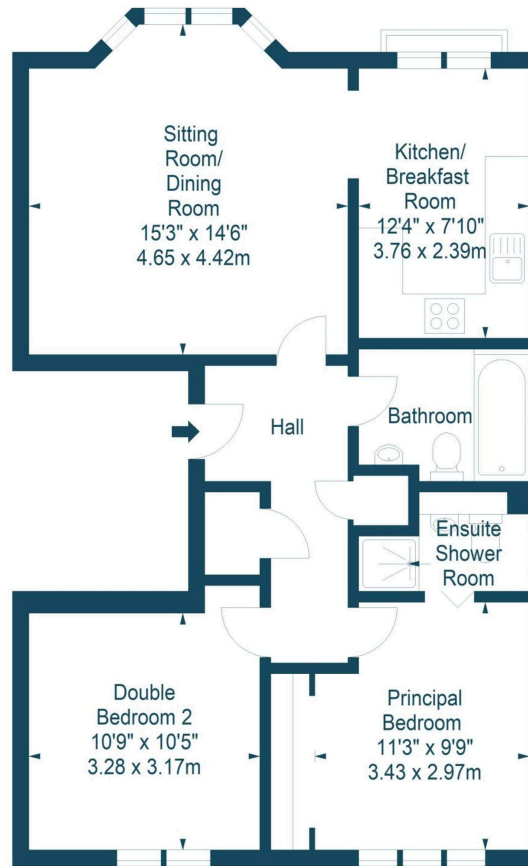 Sitting
Room/
Dining
Room
15'3" x 14'6"
4.65 x 4.42m
Kitchen/
Breakfast
Room
12'4" x 7'10"
3.76 x 2.39m
Hall
Bathroom
Ensuite
Shower
Room
Double
Bedroom 2
10'9" x 10'5"
3.28 x 3.17m
Principal
Bedroom
11'3" x 9'9"
3.43 x 2.97m